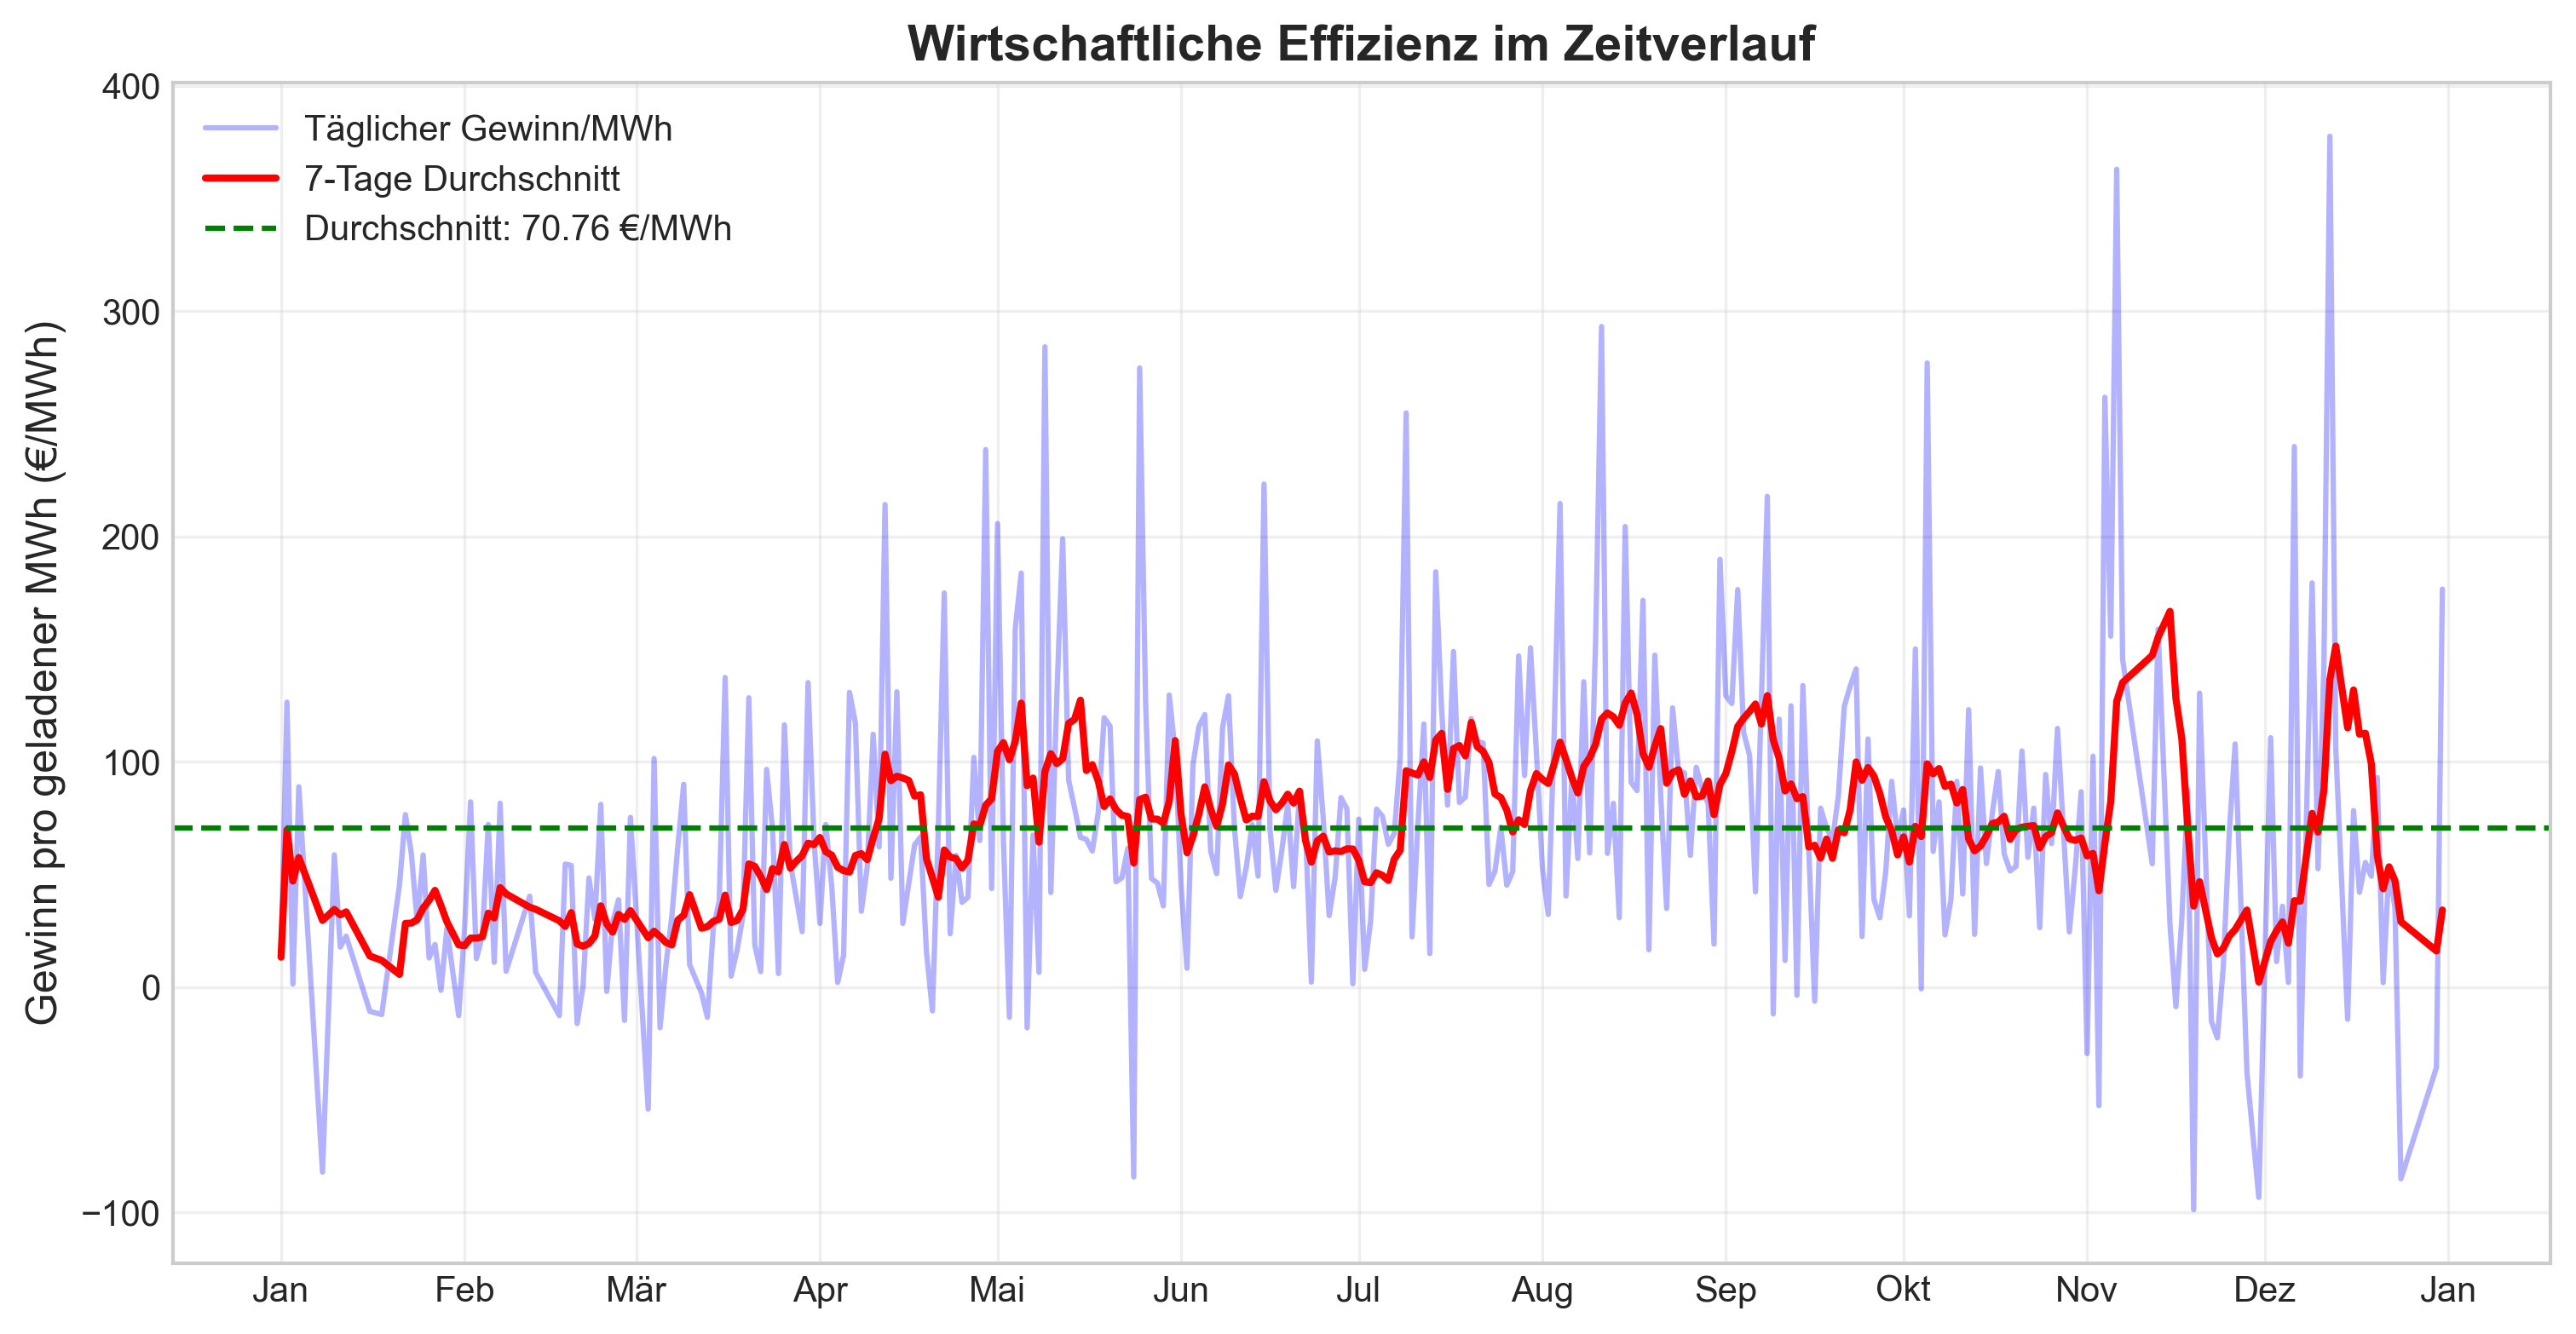 Wirtschaftliche Effizienz im Zeitverlauf
Täglicher Gewinn/MWh
7-Tage Durchschnitt
Durchschnitt: 70.76 €/MWh
Gewinn pro geladener MWh (€/MWh)
400
300
200
100
0
−100
Jan Feb Mär Apr Mai Jun Jul Aug Sep Okt Nov Dez Jan